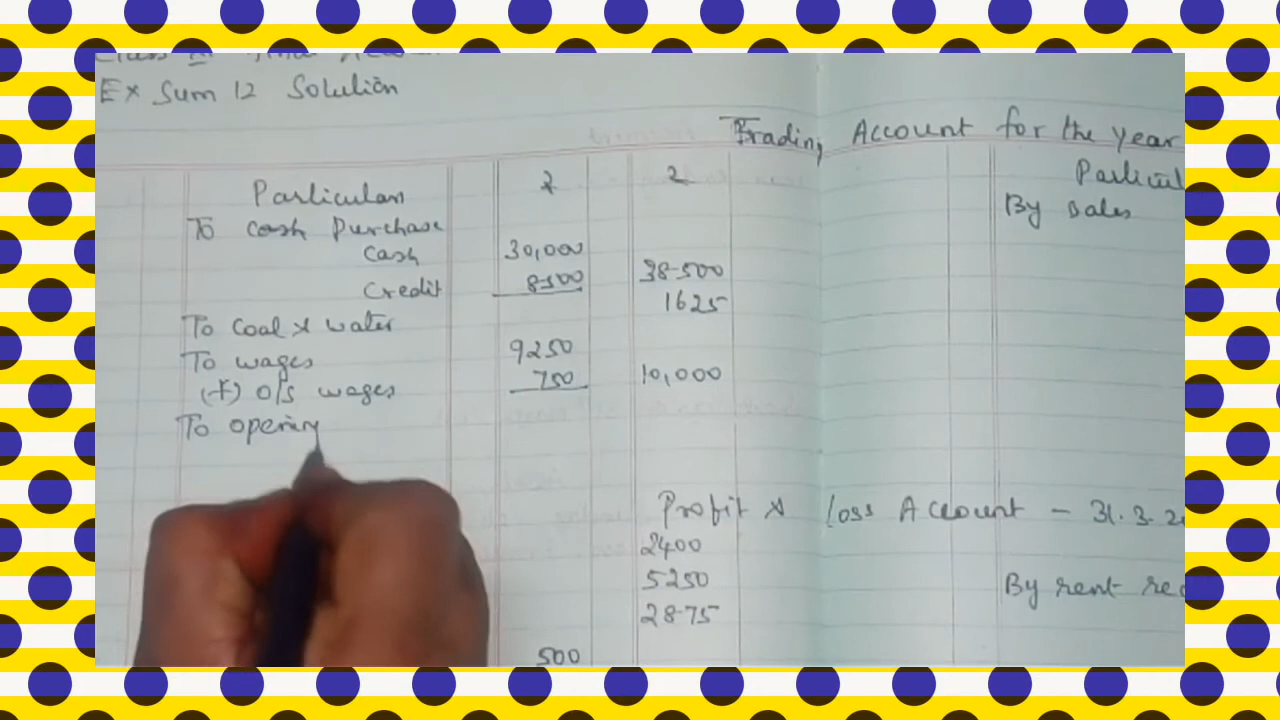 Ex Sum 12 Solution
Trading Account for the year
Particulars ₹ ₹ Particul
To cash Purchase By Sales
Cash 30,000
Credit 8500 38500
To coal & water 1625
To wages 9250
(+) o/s wages 750 10,000
To opening
Profit & loss Account - 31.3.2
2400
5250 By rent rec
2875
500